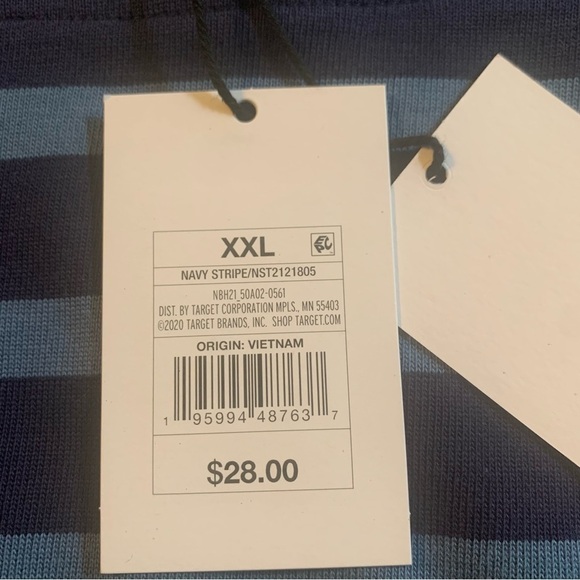 XXL
NAVY STRIPE/NST2121805
NBH21_50A02-0561
DIST. BY TARGET CORPORATION MPLS., MN 55403
©2020 TARGET BRANDS, INC. SHOP TARGET.COM
ORIGIN: VIETNAM
1 95994 48763 7
$28.00